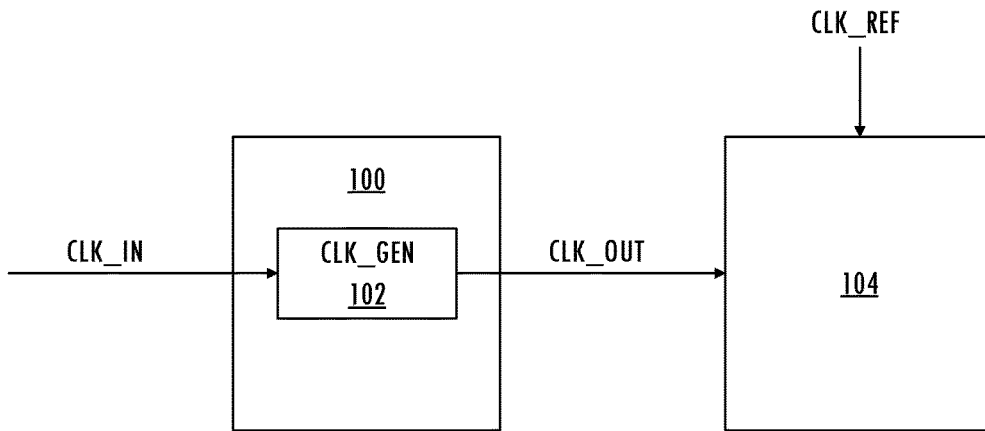 CLK_REF
100
CLK_IN
CLK_GEN
102
CLK_OUT
104